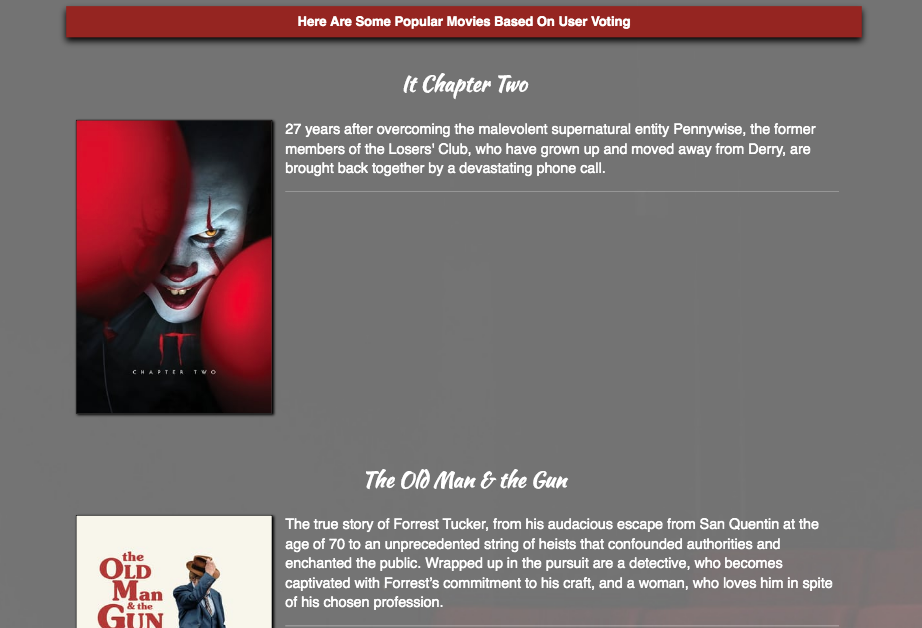 Here Are Some Popular Movies Based On User Voting
It Chapter Two
27 years after overcoming the malevolent supernatural entity Pennywise, the former
members of the Losers' Club, who have grown up and moved away from Derry, are
brought back together by a devastating phone call.
IT
CHAPTER TWO
The Old Man & the Gun
The true story of Forrest Tucker, from his audacious escape from San Quentin at the
age of 70 to an unprecedented string of heists that confounded authorities and
enchanted the public. Wrapped up in the pursuit are a detective, who becomes
captivated with Forrest's commitment to his craft, and a woman, who loves him in spite
of his chosen profession.
the
OLD
Man
& the
GUN